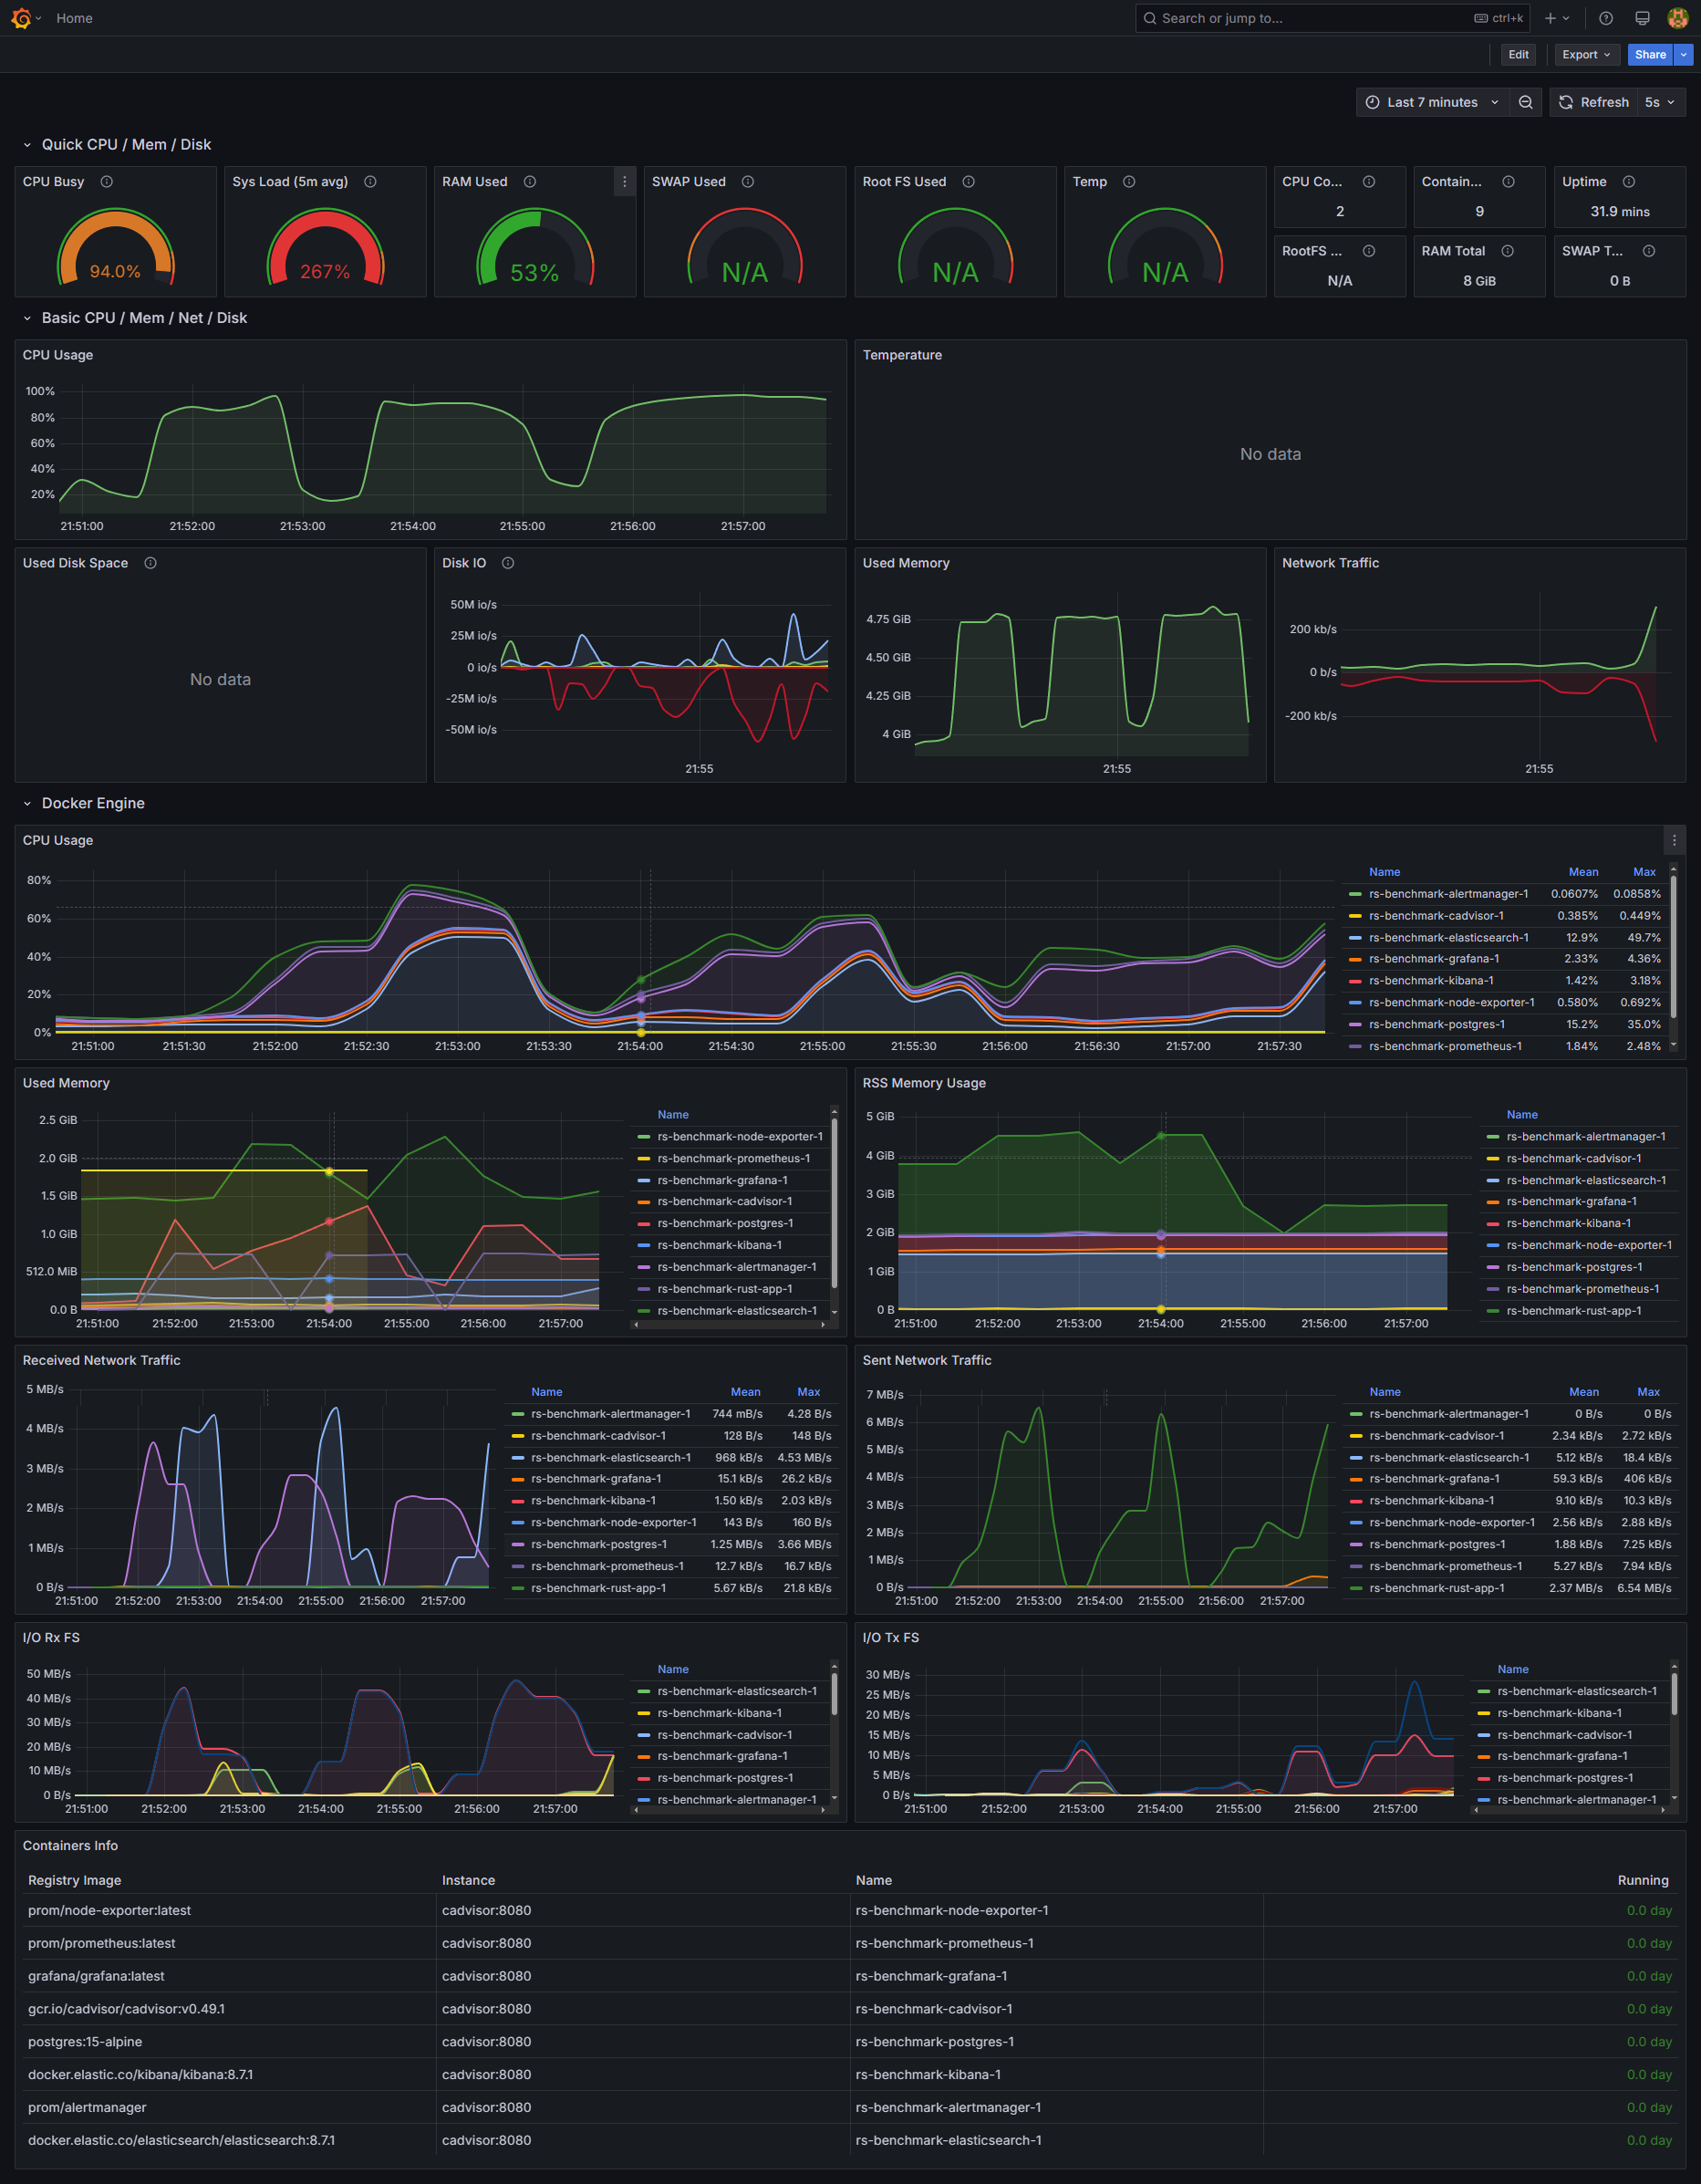 Home
Search or jump to...
ctrl+k
Edit
Export
Share
Last 7 minutes
Refresh
5s
Quick CPU / Mem / Disk
CPU Busy
94.0%
Sys Load (5m avg)
267%
RAM Used
53%
SWAP Used
N/A
Root FS Used
N/A
Temp
N/A
CPU Co...
2
Contain...
9
Uptime
31.9 mins
RootFS ...
N/A
RAM Total
8 GiB
SWAP T...
0 B
Basic CPU / Mem / Net / Disk
CPU Usage
100%
80%
60%
40%
20%
21:51:00 21:52:00 21:53:00 21:54:00 21:55:00 21:56:00 21:57:00
Temperature
No data
Used Disk Space
No data
Disk IO
50M io/s
25M io/s
0 io/s
-25M io/s
-50M io/s
21:55
Used Memory
4.75 GiB
4.50 GiB
4.25 GiB
4 GiB
21:55
Network Traffic
200 kb/s
0 b/s
-200 kb/s
21:55
Docker Engine
CPU Usage
80%
60%
40%
20%
0%
21:51:00 21:51:30 21:52:00 21:52:30 21:53:00 21:53:30 21:54:00 21:54:30 21:55:00 21:55:30 21:56:00 21:56:30 21:57:00 21:57:30
Name Mean Max
rs-benchmark-alertmanager-1 0.0607% 0.0858%
rs-benchmark-cadvisor-1 0.385% 0.449%
rs-benchmark-elasticsearch-1 12.9% 49.7%
rs-benchmark-grafana-1 2.33% 4.36%
rs-benchmark-kibana-1 1.42% 3.18%
rs-benchmark-node-exporter-1 0.580% 0.692%
rs-benchmark-postgres-1 15.2% 35.0%
rs-benchmark-prometheus-1 1.84% 2.48%
Used Memory
2.5 GiB
2.0 GiB
1.5 GiB
1.0 GiB
512.0 MiB
0.0 B
21:51:00 21:52:00 21:53:00 21:54:00 21:55:00 21:56:00 21:57:00
Name
rs-benchmark-node-exporter-1
rs-benchmark-prometheus-1
rs-benchmark-grafana-1
rs-benchmark-cadvisor-1
rs-benchmark-postgres-1
rs-benchmark-kibana-1
rs-benchmark-alertmanager-1
rs-benchmark-rust-app-1
rs-benchmark-elasticsearch-1
RSS Memory Usage
5 GiB
4 GiB
3 GiB
2 GiB
1 GiB
0 B
21:51:00 21:52:00 21:53:00 21:54:00 21:55:00 21:56:00 21:57:00
Name
rs-benchmark-alertmanager-1
rs-benchmark-cadvisor-1
rs-benchmark-elasticsearch-1
rs-benchmark-grafana-1
rs-benchmark-kibana-1
rs-benchmark-node-exporter-1
rs-benchmark-postgres-1
rs-benchmark-prometheus-1
rs-benchmark-rust-app-1
Received Network Traffic
5 MB/s
4 MB/s
3 MB/s
2 MB/s
1 MB/s
0 B/s
21:51:00 21:52:00 21:53:00 21:54:00 21:55:00 21:56:00 21:57:00
Name Mean Max
rs-benchmark-alertmanager-1 744 mB/s 4.28 B/s
rs-benchmark-cadvisor-1 128 B/s 148 B/s
rs-benchmark-elasticsearch-1 968 kB/s 4.53 MB/s
rs-benchmark-grafana-1 15.1 kB/s 26.2 kB/s
rs-benchmark-kibana-1 1.50 kB/s 2.03 kB/s
rs-benchmark-node-exporter-1 143 B/s 160 B/s
rs-benchmark-postgres-1 1.25 MB/s 3.66 MB/s
rs-benchmark-prometheus-1 12.7 kB/s 16.7 kB/s
rs-benchmark-rust-app-1 5.67 kB/s 21.8 kB/s
Sent Network Traffic
7 MB/s
6 MB/s
5 MB/s
4 MB/s
3 MB/s
2 MB/s
1 MB/s
0 B/s
21:51:00 21:52:00 21:53:00 21:54:00 21:55:00 21:56:00 21:57:00
Name Mean Max
rs-benchmark-alertmanager-1 0 B/s 0 B/s
rs-benchmark-cadvisor-1 2.34 kB/s 2.72 kB/s
rs-benchmark-elasticsearch-1 5.12 kB/s 18.4 kB/s
rs-benchmark-grafana-1 59.3 kB/s 406 kB/s
rs-benchmark-kibana-1 9.10 kB/s 10.3 kB/s
rs-benchmark-node-exporter-1 2.56 kB/s 2.88 kB/s
rs-benchmark-postgres-1 1.88 kB/s 7.25 kB/s
rs-benchmark-prometheus-1 5.27 kB/s 7.94 kB/s
rs-benchmark-rust-app-1 2.37 MB/s 6.54 MB/s
I/O Rx FS
50 MB/s
40 MB/s
30 MB/s
20 MB/s
10 MB/s
0 B/s
21:51:00 21:52:00 21:53:00 21:54:00 21:55:00 21:56:00 21:57:00
Name
rs-benchmark-elasticsearch-1
rs-benchmark-kibana-1
rs-benchmark-cadvisor-1
rs-benchmark-grafana-1
rs-benchmark-postgres-1
rs-benchmark-alertmanager-1
I/O Tx FS
30 MB/s
25 MB/s
20 MB/s
15 MB/s
10 MB/s
5 MB/s
0 B/s
21:51:00 21:52:00 21:53:00 21:54:00 21:55:00 21:56:00 21:57:00
Name
rs-benchmark-elasticsearch-1
rs-benchmark-kibana-1
rs-benchmark-cadvisor-1
rs-benchmark-grafana-1
rs-benchmark-postgres-1
rs-benchmark-alertmanager-1
Containers Info
Registry Image Instance Name Running
prom/node-exporter:latest cadvisor:8080 rs-benchmark-node-exporter-1 0.0 day
prom/prometheus:latest cadvisor:8080 rs-benchmark-prometheus-1 0.0 day
grafana/grafana:latest cadvisor:8080 rs-benchmark-grafana-1 0.0 day
gcr.io/cadvisor/cadvisor:v0.49.1 cadvisor:8080 rs-benchmark-cadvisor-1 0.0 day
postgres:15-alpine cadvisor:8080 rs-benchmark-postgres-1 0.0 day
docker.elastic.co/kibana/kibana:8.7.1 cadvisor:8080 rs-benchmark-kibana-1 0.0 day
prom/alertmanager cadvisor:8080 rs-benchmark-alertmanager-1 0.0 day
docker.elastic.co/elasticsearch/elasticsearch:8.7.1 cadvisor:8080 rs-benchmark-elasticsearch-1 0.0 day